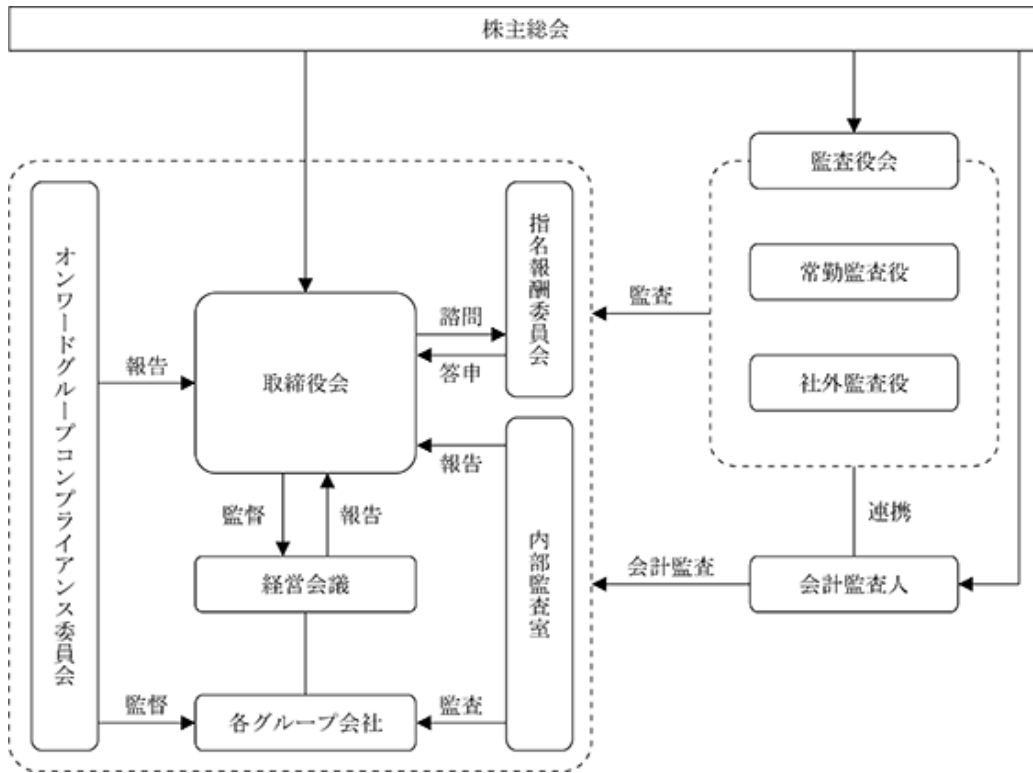 株主総会
監査役会
常勤監査役
社外監査役
監査
オンワードグループコンプライアンス委員会
指名報酬委員会
諮問
答申
報告
取締役会
報告
監督
報告
連携
経営会議
内部監査室
会計監査
会計監査人
監督
各グループ会社
監査